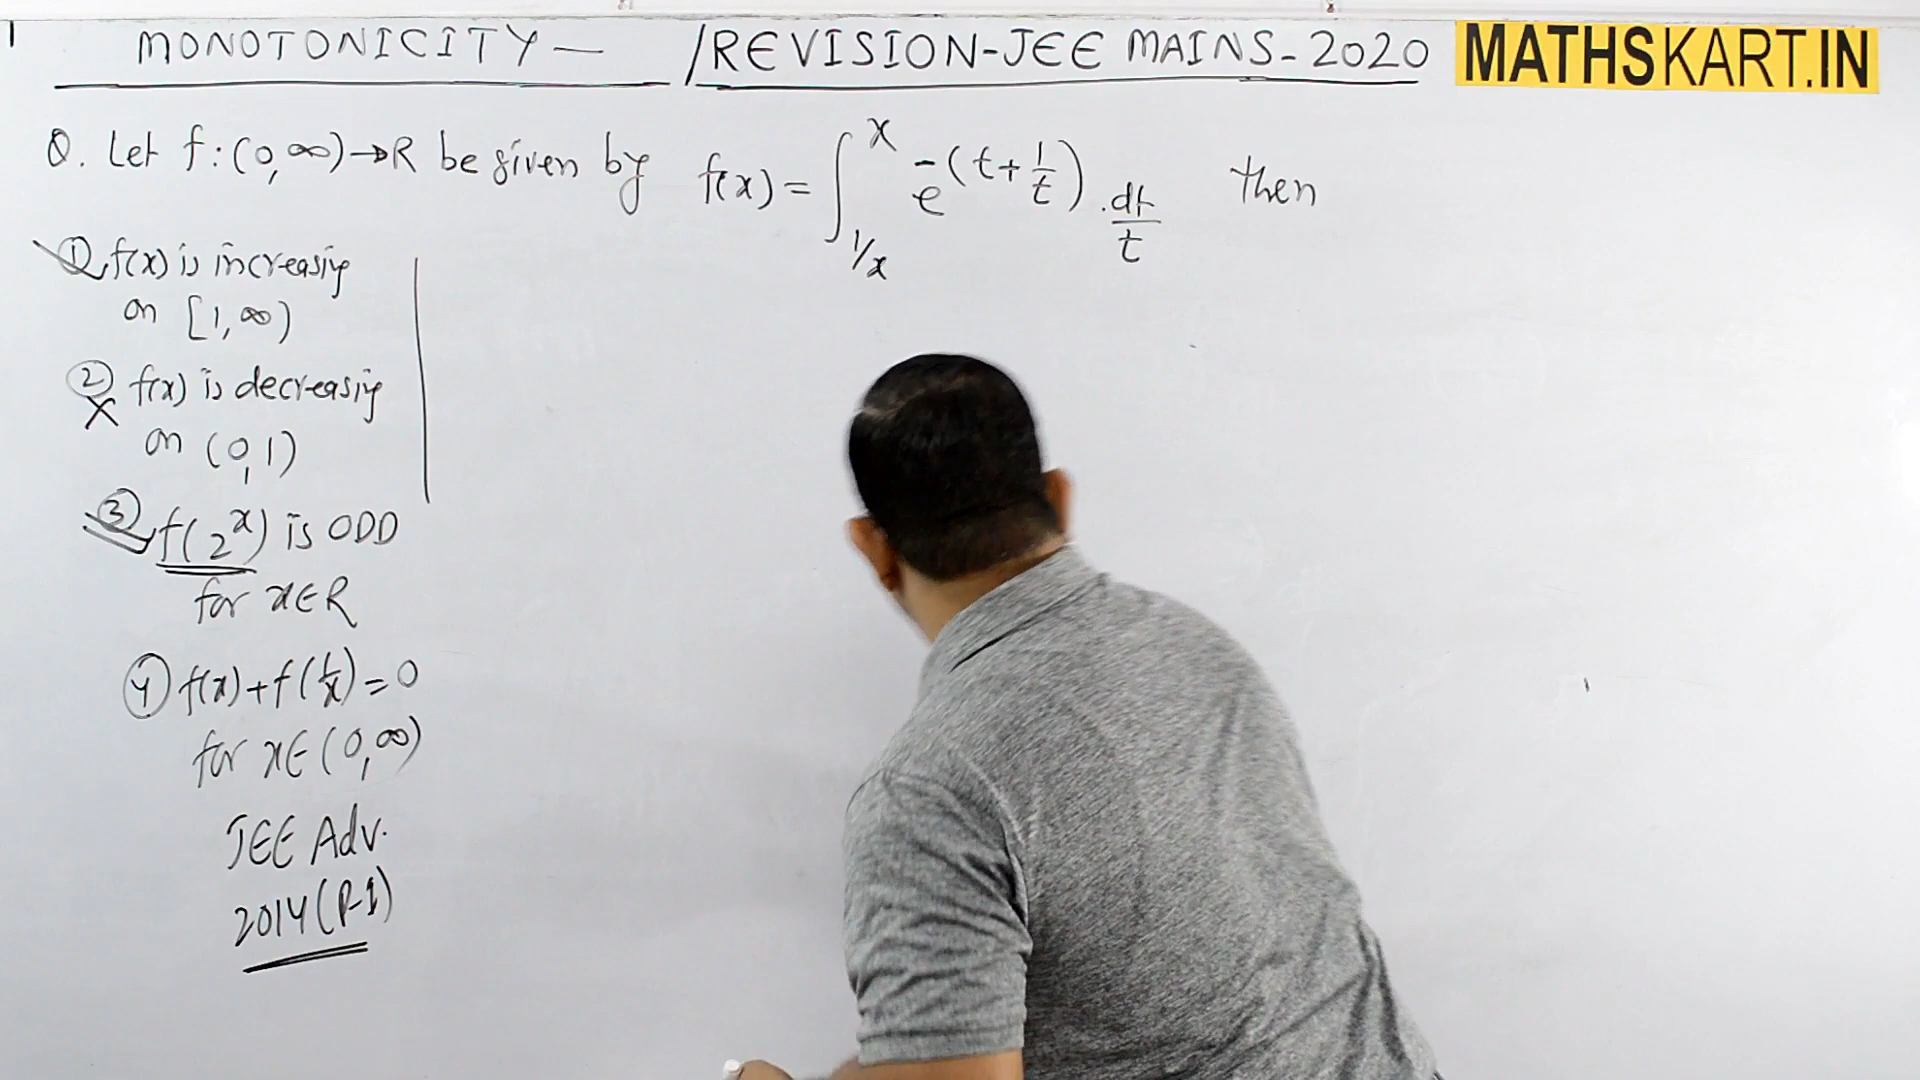 MONOTONICITY — /REVISION-JEE MAINS-2020
MATHSKART.IN
Q. Let f:(0,∞)→R be given by f(x) = ∫_{1/x}^{x} e^{-(t+1/t)} . dt/t then
① f(x) is increasing
on [1,∞)
② f(x) is decreasing
X
on (0,1)
③ f(2^x) is ODD
for x∈R
④ f(x)+f(1/x)=0
for x∈(0,∞)
JEE Adv.
2014(P-1)